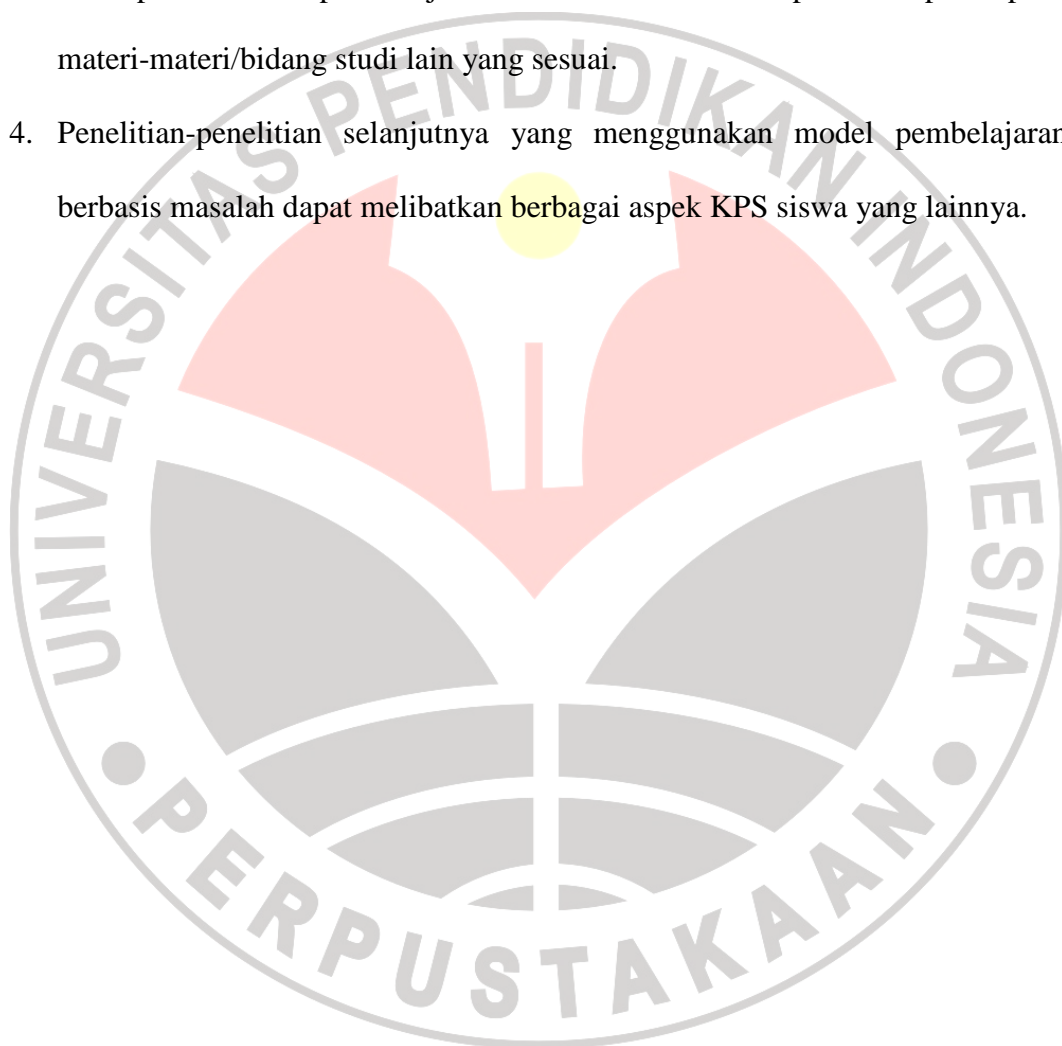 materi-materi/bidang studi lain yang sesuai.
4. Penelitian-penelitian selanjutnya yang menggunakan model pembelajaran
berbasis masalah dapat melibatkan berbagai aspek KPS siswa yang lainnya.
UNIVERSITAS PENDIDIKAN INDONESIA
PERPUSTAKAAN